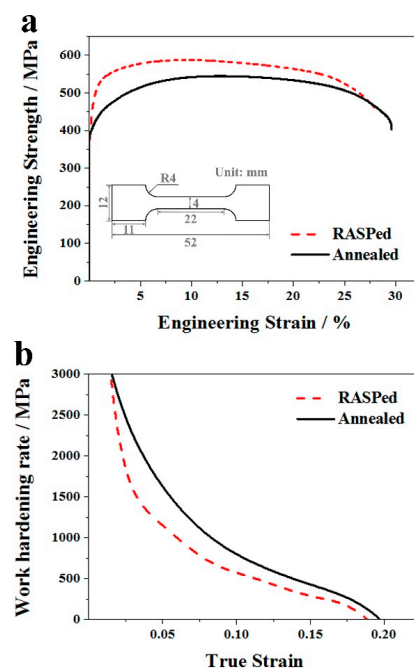 a
Engineering Strength / MPa
600
500
400
300
200
100
0
R4
Unit: mm
12
4
22
11
52
RASPed
Annealed
5
10
15
20
25
30
Engineering Strain / %
b
Work hardening rate / MPa
3000
2500
2000
1500
1000
500
0
RASPed
Annealed
0.05
0.10
0.15
0.20
True Strain